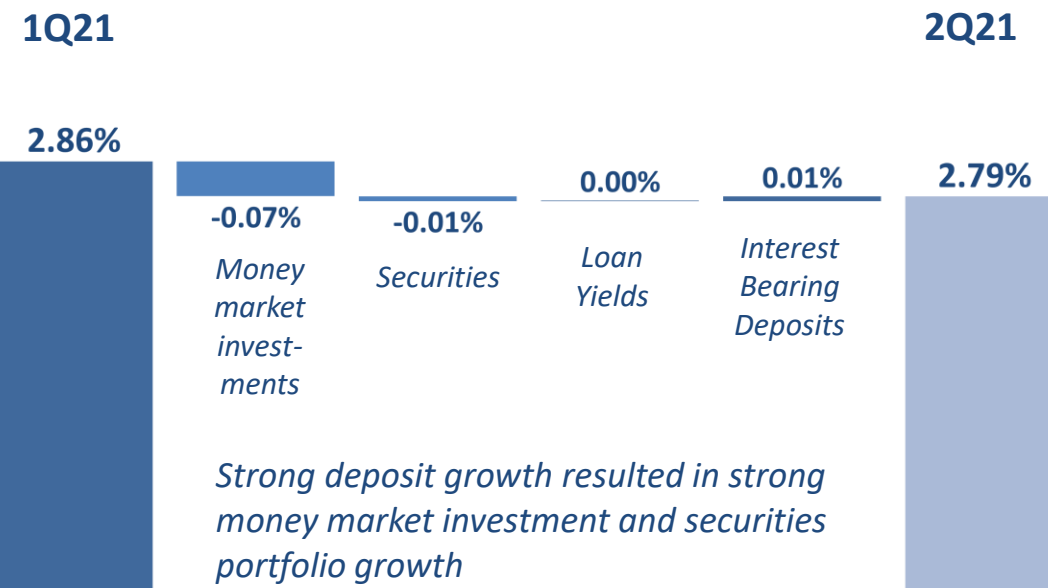 1Q21
2Q21
2.86%
-0.07%
Money
market
invest-
ments
-0.01%
Securities
0.00%
Loan
Yields
0.01%
Interest
Bearing
Deposits
2.79%
Strong deposit growth resulted in strong
money market investment and securities
portfolio growth